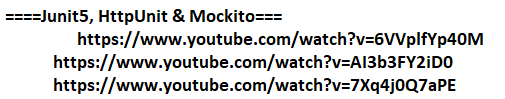 ====Junit5, HttpUnit & Mockito===
https://www.youtube.com/watch?v=6VVplfYp40M
https://www.youtube.com/watch?v=AI3b3FY2iD0
https://www.youtube.com/watch?v=7Xq4j0Q7aPE